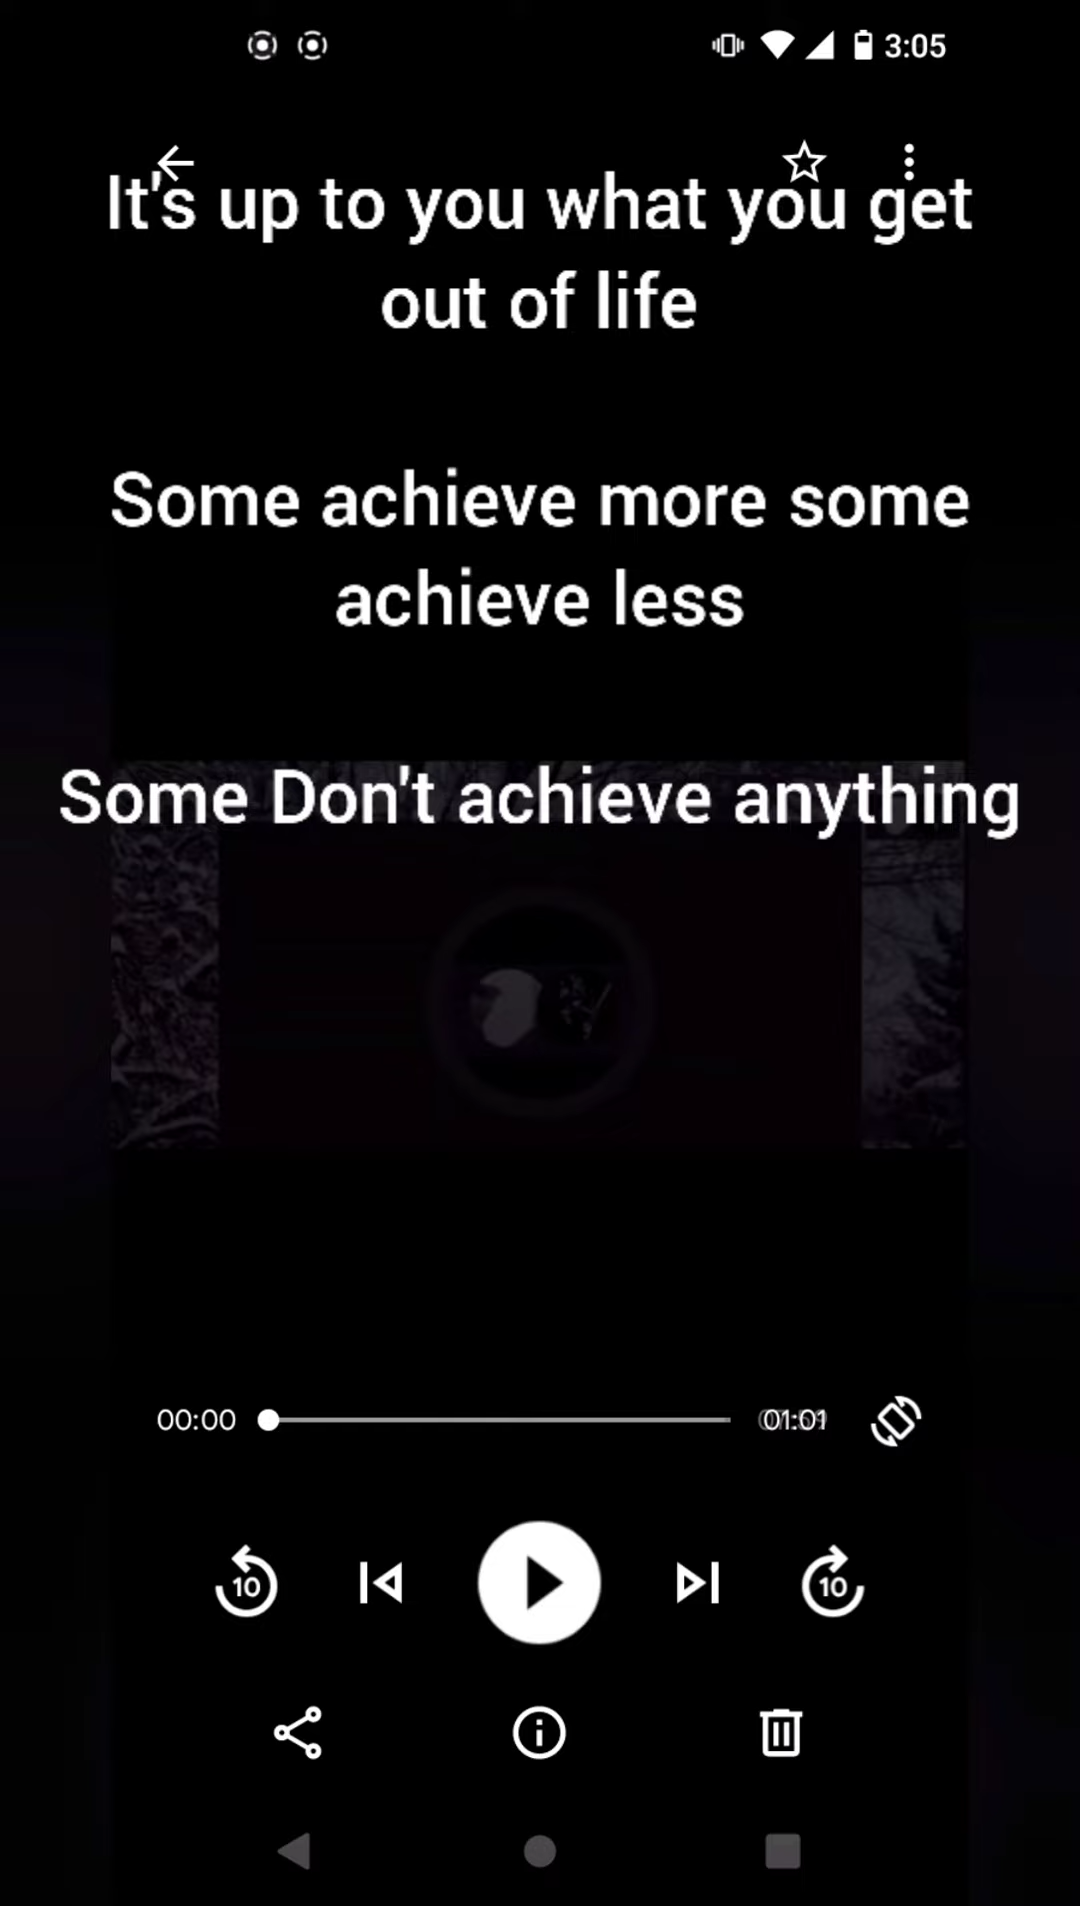 3:05
It's up to you what you get
out of life
Some achieve more some
achieve less
Some Don't achieve anything
00:00 01:01
10 10